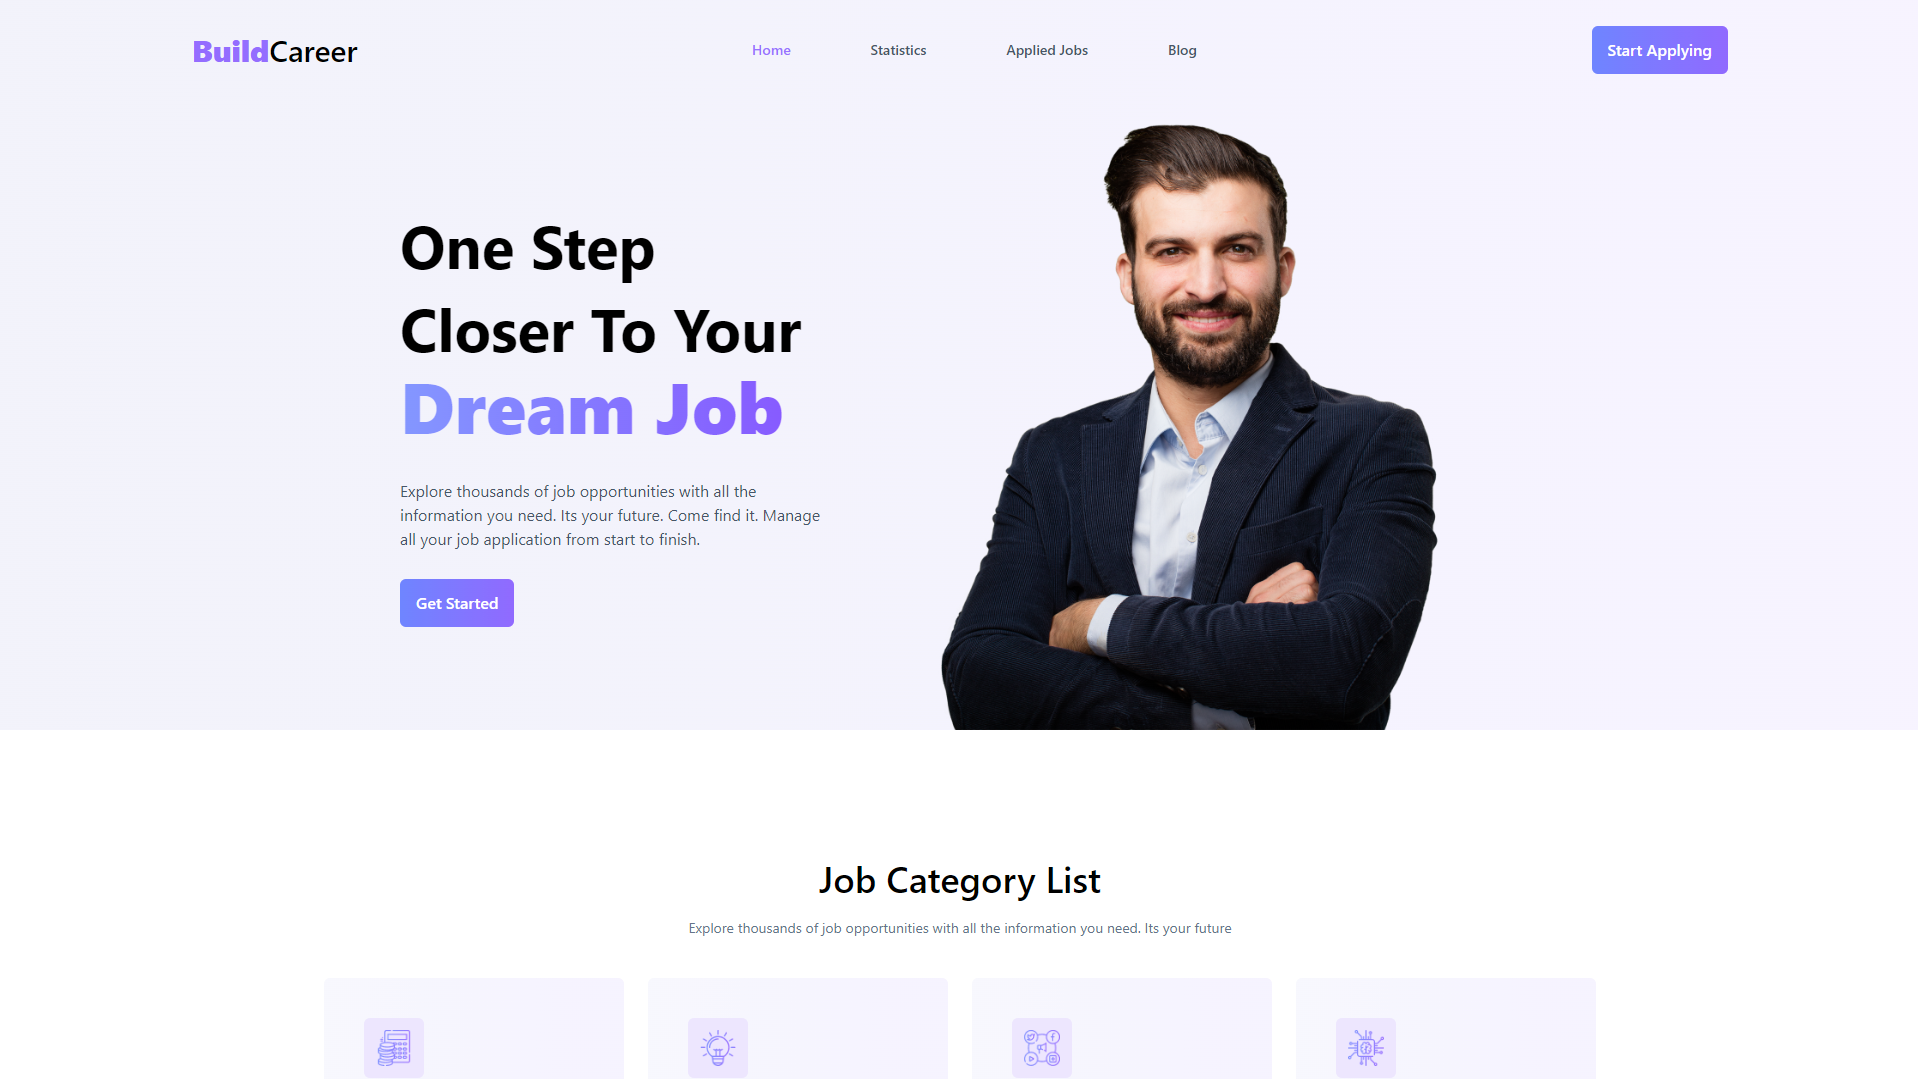 BuildCareer
Home
Statistics
Applied Jobs
Blog
Start Applying
One Step
Closer To Your
Dream Job
Explore thousands of job opportunities with all the
information you need. Its your future. Come find it. Manage
all your job application from start to finish.
Get Started
Job Category List
Explore thousands of job opportunities with all the information you need. Its your future